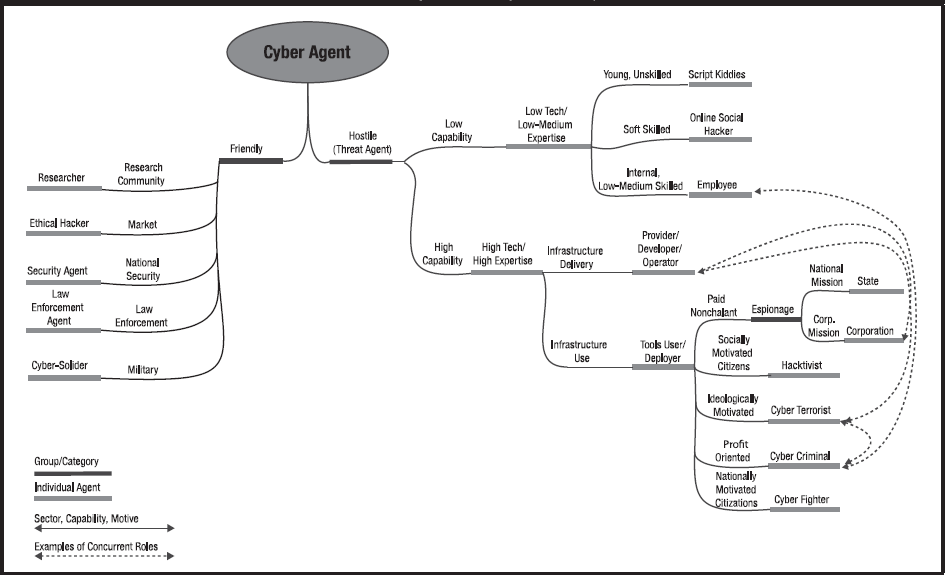 Cyber Agent
Friendly
Hostile
(Threat Agent)
Researcher
Research
Community
Ethical Hacker
Market
Security Agent
National
Security
Law
Enforcement
Agent
Law
Enforcement
Cyber-Solider
Military
Low
Capability
Low Tech/
Low-Medium
Expertise
Young, Unskilled
Script Kiddies
Soft Skilled
Online Social
Hacker
Internal,
Low-Medium Skilled
Employee
High
Capability
High Tech/
High Expertise
Infrastructure
Delivery
Provider/
Developer/
Operator
Infrastructure
Use
Tools User/
Deployer
Paid
Nonchalant
Espionage
National
Mission
State
Corp.
Mission
Corporation
Socially
Motivated
Citizens
Hacktivist
Ideologically
Motivated
Cyber Terrorist
Profit
Oriented
Cyber Criminal
Nationally
Motivated
Citizations
Cyber Fighter
Group/Category
Individual Agent
Sector, Capability, Motive
Examples of Concurrent Roles